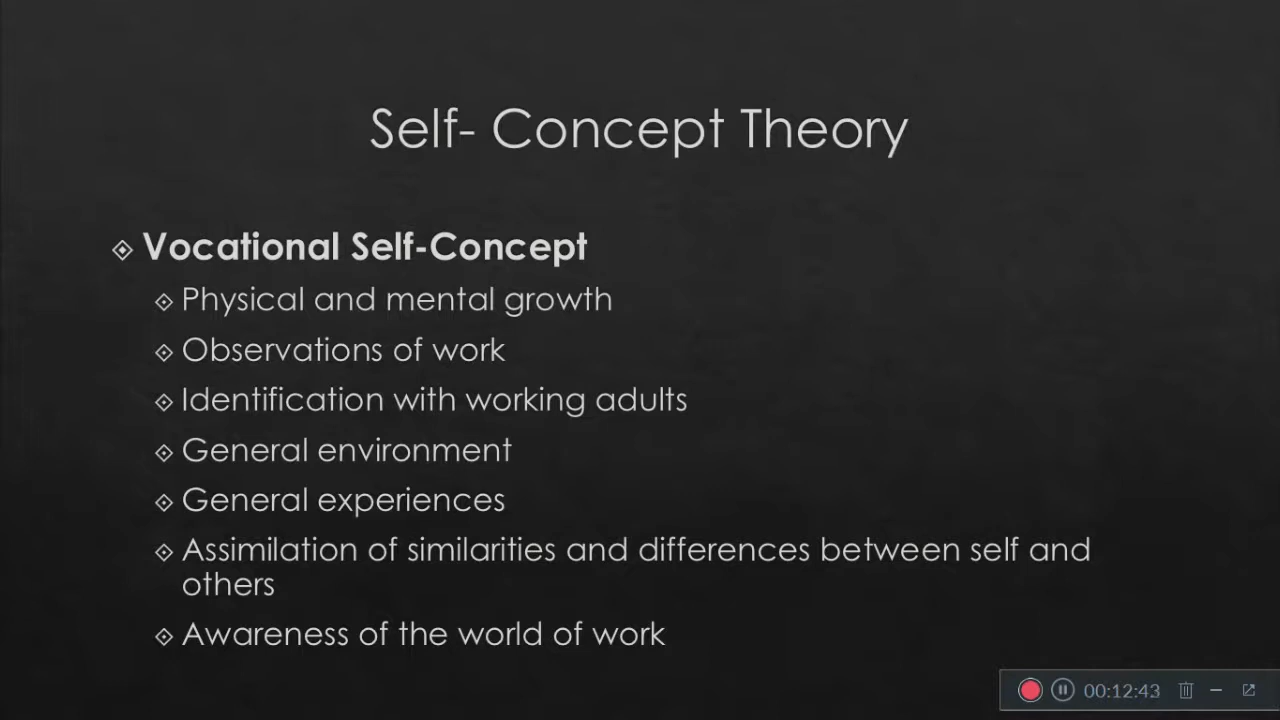 Self- Concept Theory
Vocational Self-Concept
Physical and mental growth
Observations of work
Identification with working adults
General environment
General experiences
Assimilation of similarities and differences between self and
others
Awareness of the world of work
00:12:43